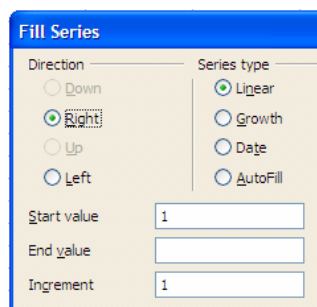 Fill Series
Direction Series type
Down Linear
Right Growth
Up Date
Left AutoFill
Start value 1
End value
Increment 1